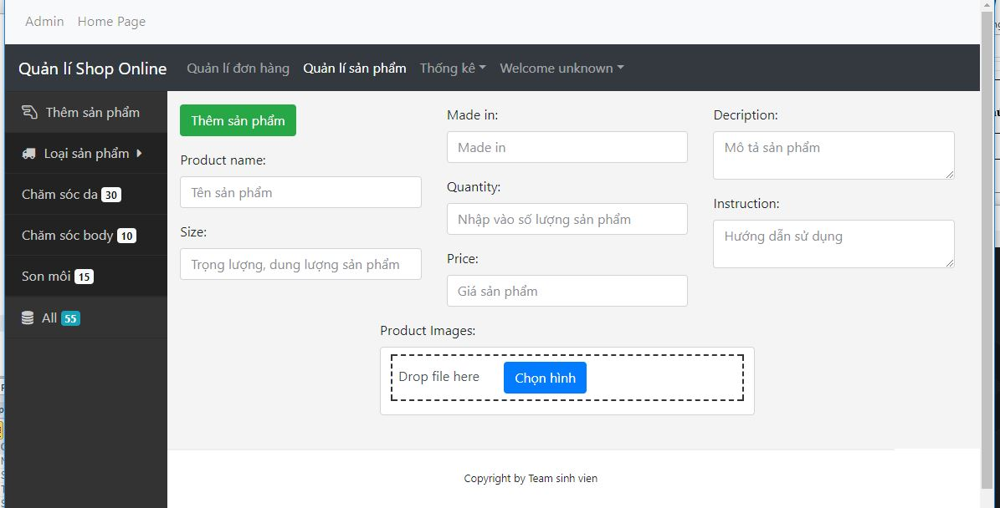 Admin Home Page
Quản lí Shop Online Quản lí đơn hàng Quản lí sản phẩm Thống kê Welcome unknown
Thêm sản phẩm
Loại sản phẩm
Chăm sóc da 30
Chăm sóc body 10
Son môi 15
All 55
Thêm sản phẩm
Product name:
Tên sản phẩm
Size:
Trọng lượng, dung lượng sản phẩm
Made in:
Made in
Quantity:
Nhập vào số lượng sản phẩm
Price:
Giá sản phẩm
Decription:
Mô tả sản phẩm
Instruction:
Hướng dẫn sử dụng
Product Images:
Drop file here Chọn hình
Copyright by Team sinh vien